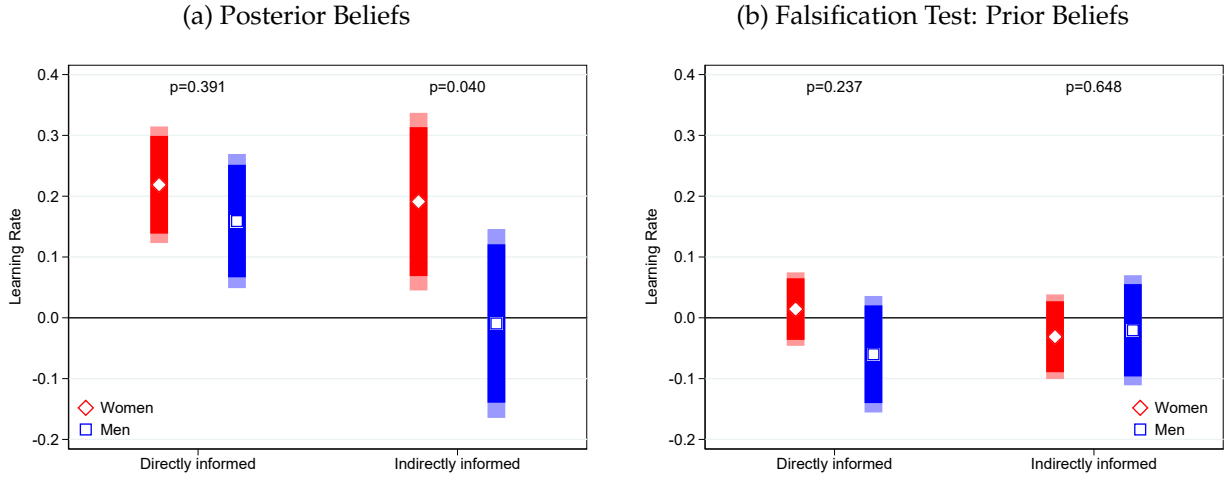 (a) Posterior Beliefs
p=0.391
p=0.040
0.4
0.3
0.2
0.1
0.0
-0.1
-0.2
Learning Rate
Women
Men
Directly informed
Indirectly informed
(b) Falsification Test: Prior Beliefs
p=0.237
p=0.648
0.4
0.3
0.2
0.1
0.0
-0.1
-0.2
Learning Rate
Women
Men
Directly informed
Indirectly informed